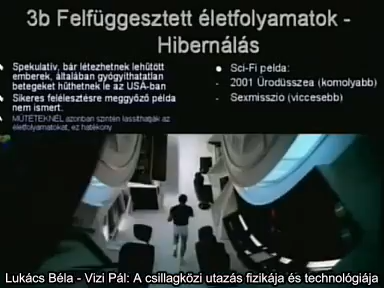 3b Felfüggesztett életfolyamatok -
Hibernálás
Spekulatív, bár létezhetnek lehűtött
emberek, általában gyógyíthatatlan
betegeket hűthetnek le az USA-ban
Sikeres felélesztésre meggyőző példa
nem ismert.
MŰTÉTEKNÉL azonban szintén lassíthatják az
életfolyamatokat, ez hatékony
● Sci-Fi példa:
- 2001 Űrodüsszea (komolyabb)
- Sexmisszio (viccesebb)
Lukács Béla - Vizi Pál: A csillagközi utazás fizikája és technológiája